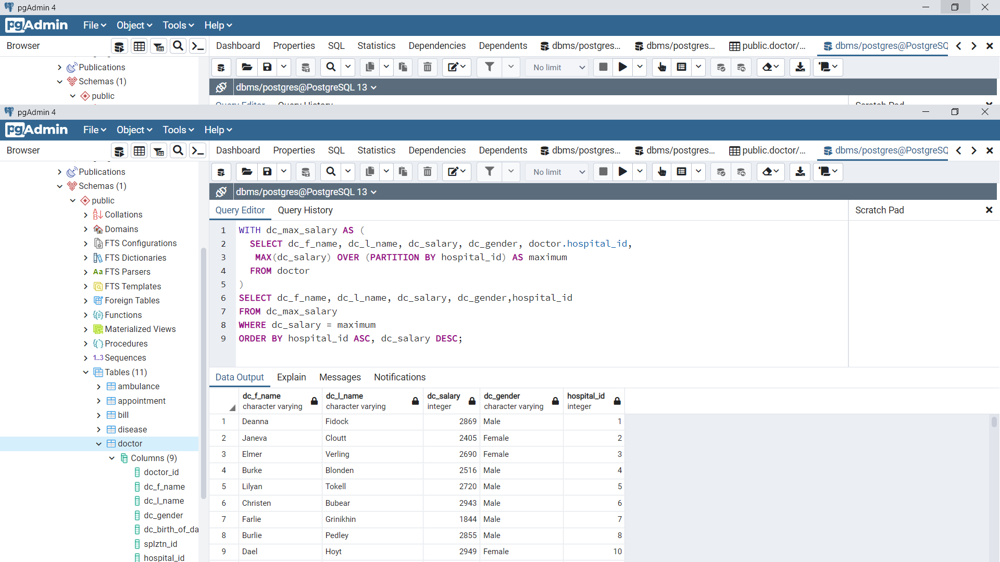 pgAdmin 4
pgAdmin File Object Tools Help
Browser Dashboard Properties SQL Statistics Dependencies Dependents dbms/postgres... dbms/postgres... public.doctor/... dbms/postgres@PostgreSQ
Publications No limit
Schemas (1)
public dbms/postgres@PostgreSQL 13
Query Editor Query History Scratch Pad
pgAdmin 4
pgAdmin File Object Tools Help
Browser Dashboard Properties SQL Statistics Dependencies Dependents dbms/postgres... dbms/postgres... public.doctor/... dbms/postgres@PostgreSQ
No limit
dbms/postgres@PostgreSQL 13
Publications
Schemas (1)
public
Collations
Domains
FTS Configurations
FTS Dictionaries
Aa FTS Parsers
FTS Templates
Foreign Tables
Functions
Materialized Views
Procedures
1..3 Sequences
Tables (11)
ambulance
appointment
bill
disease
doctor
Columns (9)
doctor_id
dc_f_name
dc_l_name
dc_gender
dc_birth_of_da
splztn_id
hospital_id
Query Editor Query History Scratch Pad
1 WITH dc_max_salary AS (
2 SELECT dc_f_name, dc_l_name, dc_salary, dc_gender, doctor.hospital_id,
3 MAX(dc_salary) OVER (PARTITION BY hospital_id) AS maximum
4 FROM doctor
5 )
6 SELECT dc_f_name, dc_l_name, dc_salary, dc_gender,hospital_id
7 FROM dc_max_salary
8 WHERE dc_salary = maximum
9 ORDER BY hospital_id ASC, dc_salary DESC;
Data Output Explain Messages Notifications
dc_f_name dc_l_name dc_salary dc_gender hospital_id
character varying character varying integer character varying integer
1 Deanna Fidock 2869 Male 1
2 Janeva Cloutt 2405 Female 2
3 Elmer Verling 2690 Female 3
4 Burke Blonden 2516 Male 4
5 Lilyan Tokell 2720 Male 5
6 Christen Bubear 2943 Male 6
7 Farlie Grinikhin 1844 Male 7
8 Burlie Pedley 2855 Male 8
9 Dael Hoyt 2949 Female 10